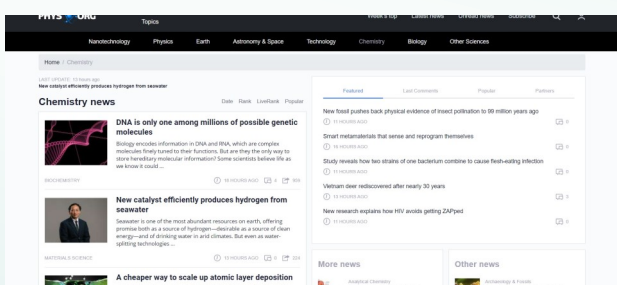 PHYS ORG
Topics
Week's top Latest news Unread news Subscribe
Nanotechnology Physics Earth Astronomy & Space Technology Chemistry Biology Other Sciences
Home / Chemistry
LAST UPDATE 13 hours ago
New catalyst efficiently produces hydrogen from seawater
Chemistry news
Date Rank LiveRank Popular
DNA is only one among millions of possible genetic
molecules
Biology encodes information in DNA and RNA, which are complex
molecules finely tuned to their functions. But are they the only way to
store hereditary molecular information? Some scientists believe life as
we know it could ...
BIOCHEMISTRY
16 HOURS AGO 4
New catalyst efficiently produces hydrogen from
seawater
Seawater is one of the most abundant resources on earth, offering
promise both as a source of hydrogen—desirable as a source of clean
energy—and of drinking water in arid climates. But even as water-
splitting technologies ...
MATERIALS SCIENCE
13 HOURS AGO 224
A cheaper way to scale up atomic layer deposition
Featured Last Comments Popular Partners
New fossil pushes back physical evidence of insect pollination to 99 million years ago
11 HOURS AGO 0
Smart metamaterials that sense and reprogram themselves
16 HOURS AGO 0
Study reveals how two strains of one bacterium combine to cause flesh-eating infection
11 HOURS AGO 0
Vietnam deer rediscovered after nearly 30 years
13 HOURS AGO 0
New research explains how HIV avoids getting ZAPped
11 HOURS AGO 0
More news
Analytical Chemistry
Other news
Archaeology & Fossils